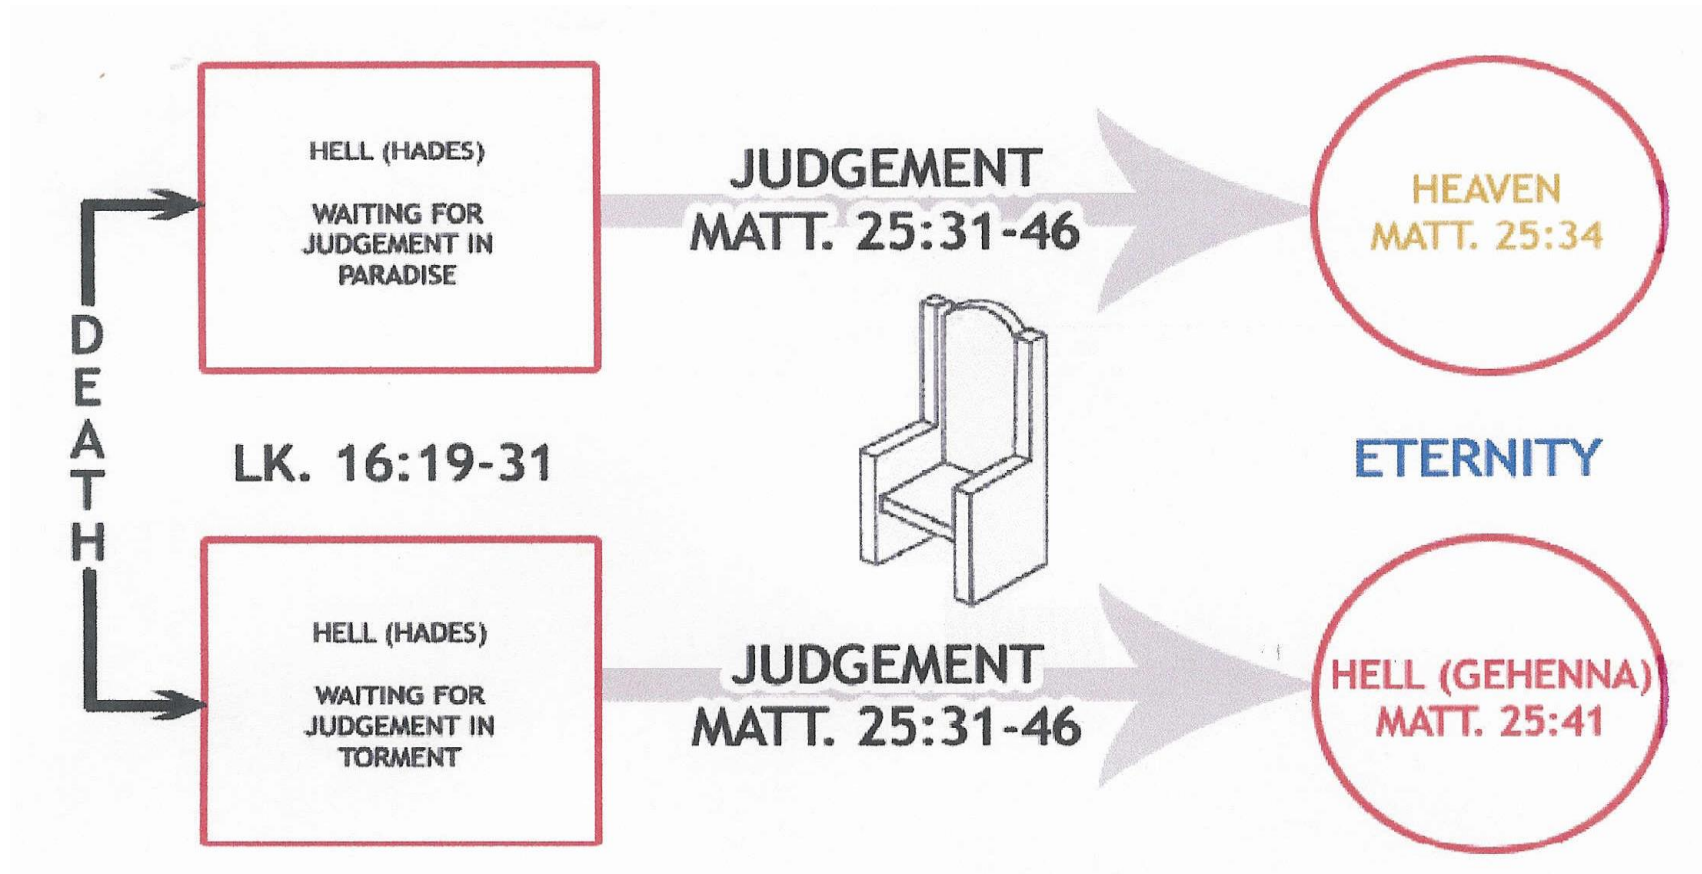 DEATH
HELL (HADES)
WAITING FOR
JUDGEMENT IN
PARADISE
JUDGEMENT
MATT. 25:31-46
HEAVEN
MATT. 25:34
LK. 16:19-31
ETERNITY
HELL (HADES)
WAITING FOR
JUDGEMENT IN
TORMENT
JUDGEMENT
MATT. 25:31-46
HELL (GEHENNA)
MATT. 25:41